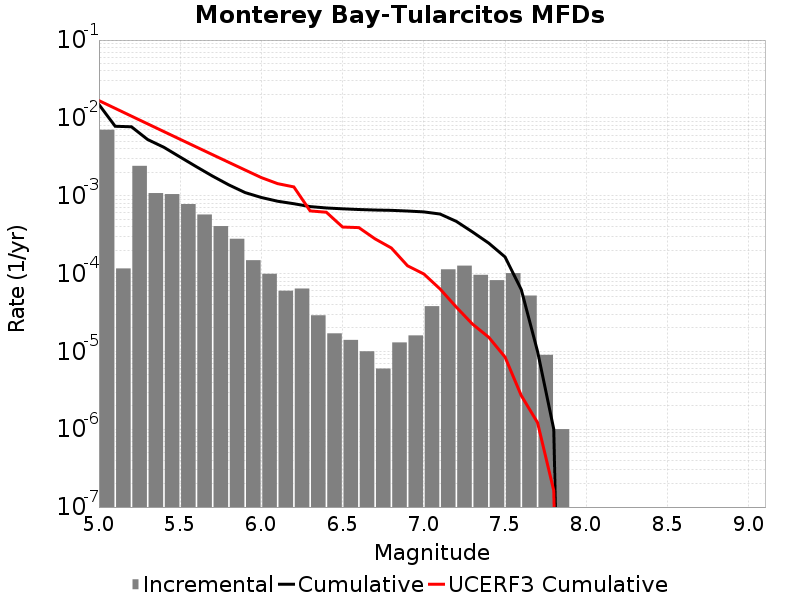 Monterey Bay-Tularcitos MFDs
10-1
10-2
10-3
10-4
10-5
10-6
10-7
Rate (1/yr)
5.0 5.5 6.0 6.5 7.0 7.5 8.0 8.5 9.0
Magnitude
Incremental Cumulative UCERF3 Cumulative